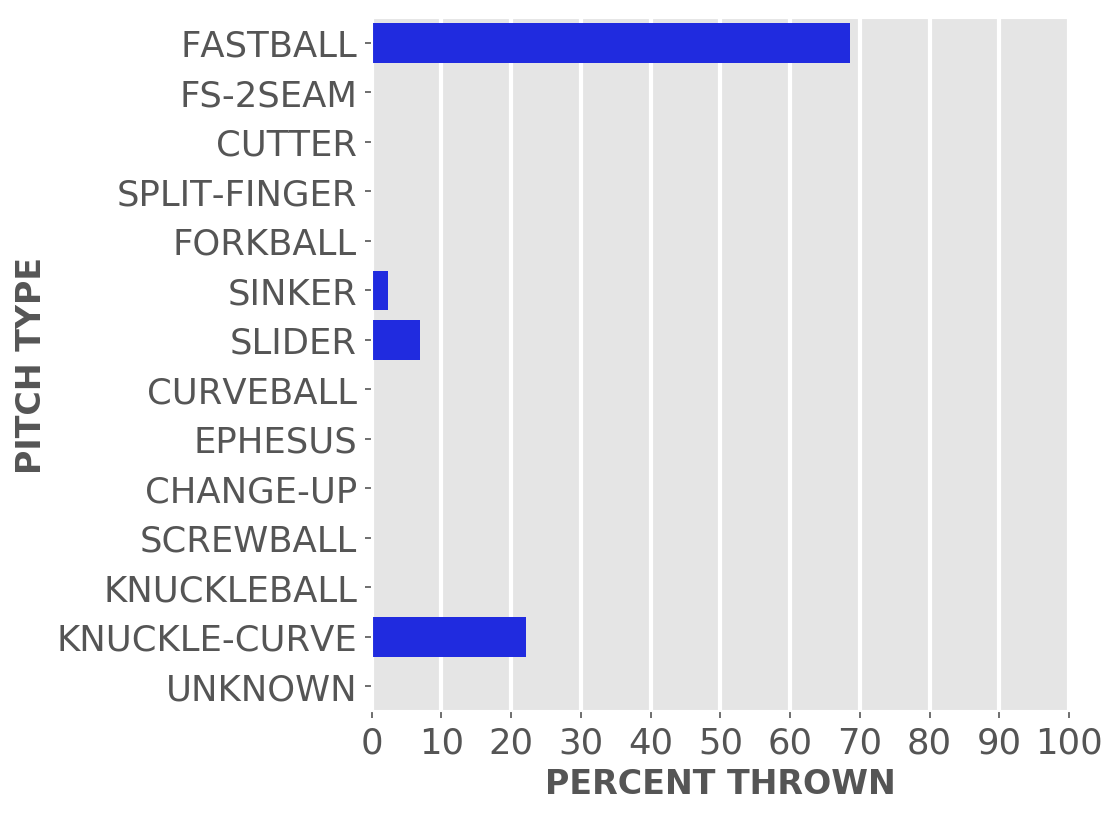 FASTBALL
FS-2SEAM
CUTTER
SPLIT-FINGER
FORKBALL
SINKER
SLIDER
CURVEBALL
EPHESUS
CHANGE-UP
SCREWBALL
KNUCKLEBALL
KNUCKLE-CURVE
UNKNOWN
PITCH TYPE
0 10 20 30 40 50 60 70 80 90 100
PERCENT THROWN